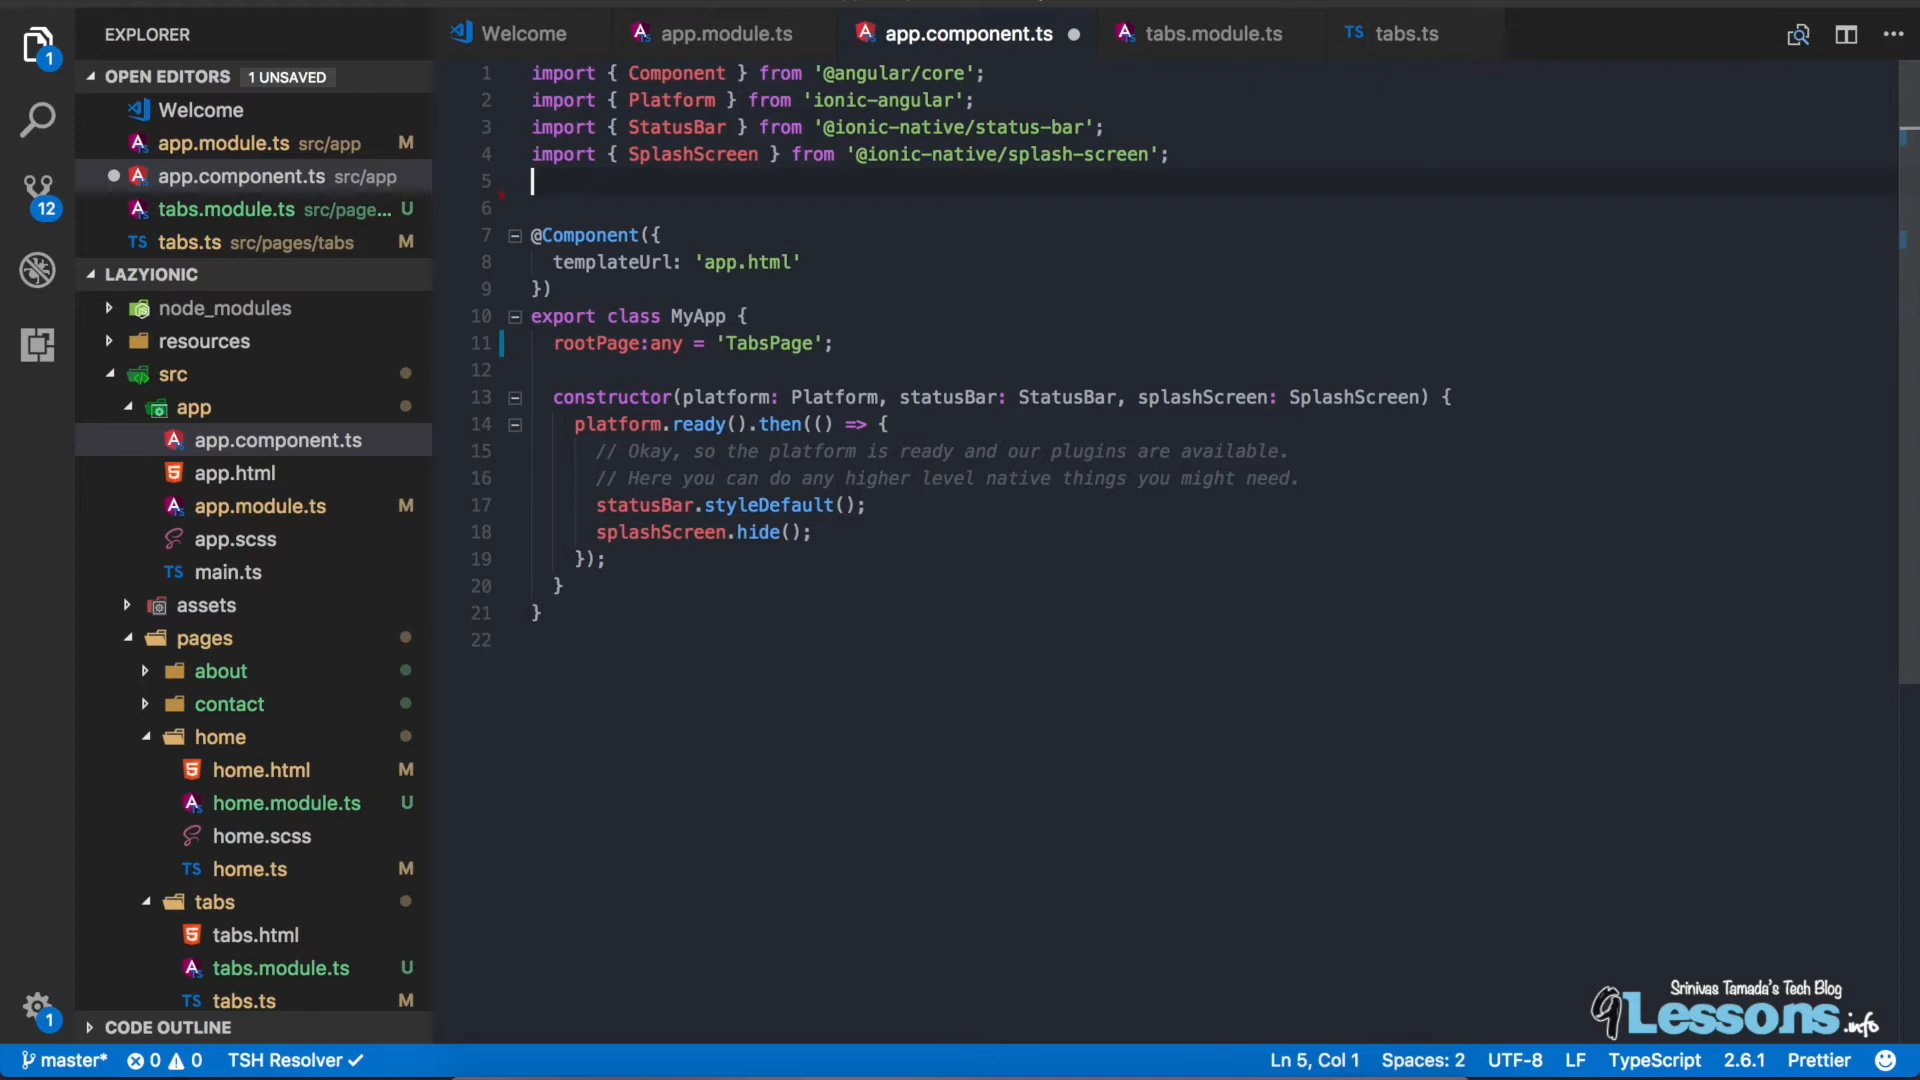 EXPLORER
OPEN EDITORS 1 UNSAVED
Welcome
app.module.ts src/app M
app.component.ts src/app
tabs.module.ts src/page... U
tabs.ts src/pages/tabs M
LAZYIONIC
node_modules
resources
src
app
app.component.ts
app.html
app.module.ts M
app.scss
TS main.ts
assets
pages
about
contact
home
home.html M
home.module.ts U
home.scss
TS home.ts M
tabs
tabs.html
tabs.module.ts U
TS tabs.ts M
CODE OUTLINE
1
12
1
Welcome app.module.ts app.component.ts tabs.module.ts TS tabs.ts
1 import { Component } from '@angular/core';
2 import { Platform } from 'ionic-angular';
3 import { StatusBar } from '@ionic-native/status-bar';
4 import { SplashScreen } from '@ionic-native/splash-screen';
5
6
7 @Component({
8 templateUrl: 'app.html'
9 })
10 export class MyApp {
11 rootPage:any = 'TabsPage';
12
13 constructor(platform: Platform, statusBar: StatusBar, splashScreen: SplashScreen) {
14 platform.ready().then(() => {
15 // Okay, so the platform is ready and our plugins are available.
16 // Here you can do any higher level native things you might need.
17 statusBar.styleDefault();
18 splashScreen.hide();
19 });
20 }
21 }
22
Srinivas Tamada's Tech Blog
9Lessons.info
master* 0 0 TSH Resolver Ln 5, Col 1 Spaces: 2 UTF-8 LF TypeScript 2.6.1 Prettier